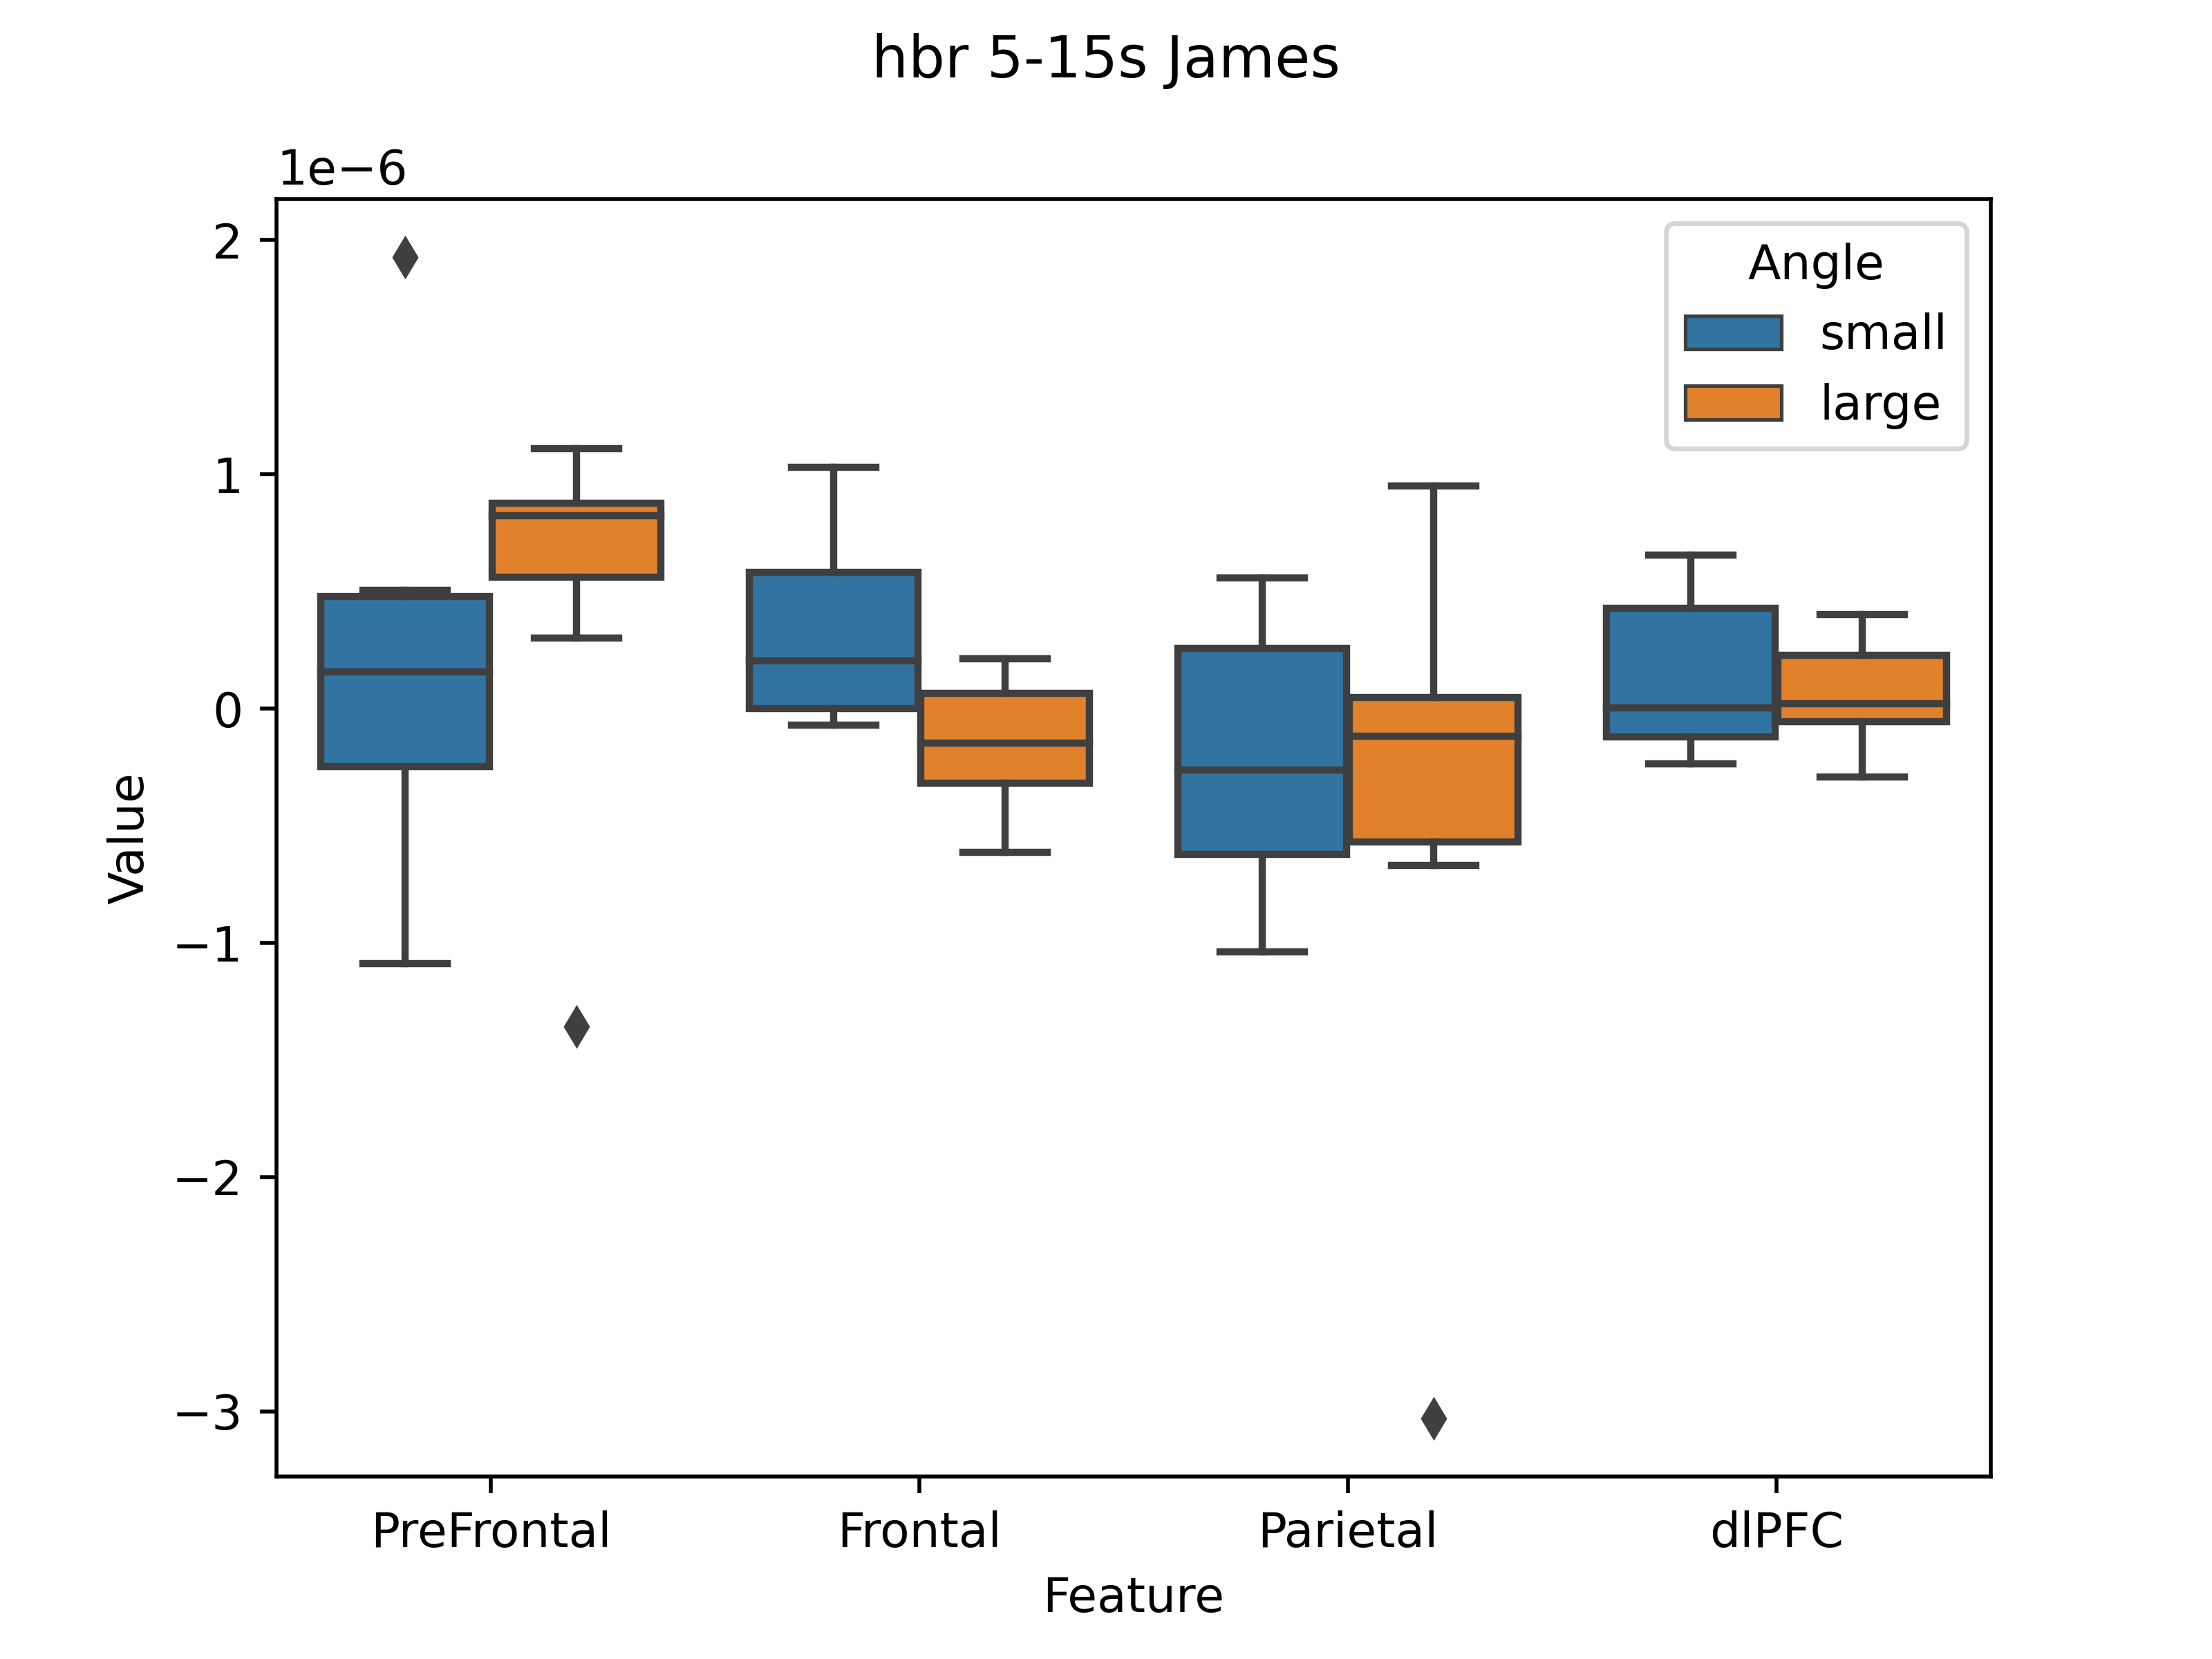 hbr 5-15s James
1e−6
2
1
0
−1
−2
−3
Value
Angle
small
large
PreFrontal Frontal Parietal dlPFC
Feature